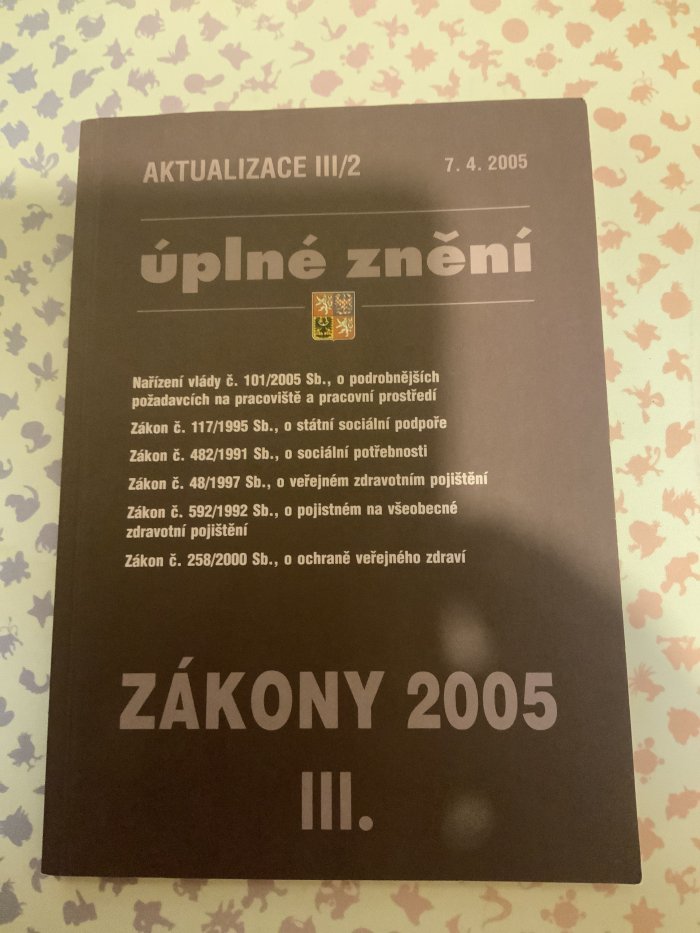 AKTUALIZACE III/2 7. 4. 2005
úplné znění
Nařízení vlády č. 101/2005 Sb., o podrobnějších
požadavcích na pracoviště a pracovní prostředí
Zákon č. 117/1995 Sb., o státní sociální podpoře
Zákon č. 482/1991 Sb., o sociální potřebnosti
Zákon č. 48/1997 Sb., o veřejném zdravotním pojištění
Zákon č. 592/1992 Sb., o pojistném na všeobecné
zdravotní pojištění
Zákon č. 258/2000 Sb., o ochraně veřejného zdraví
ZÁKONY 2005
III.